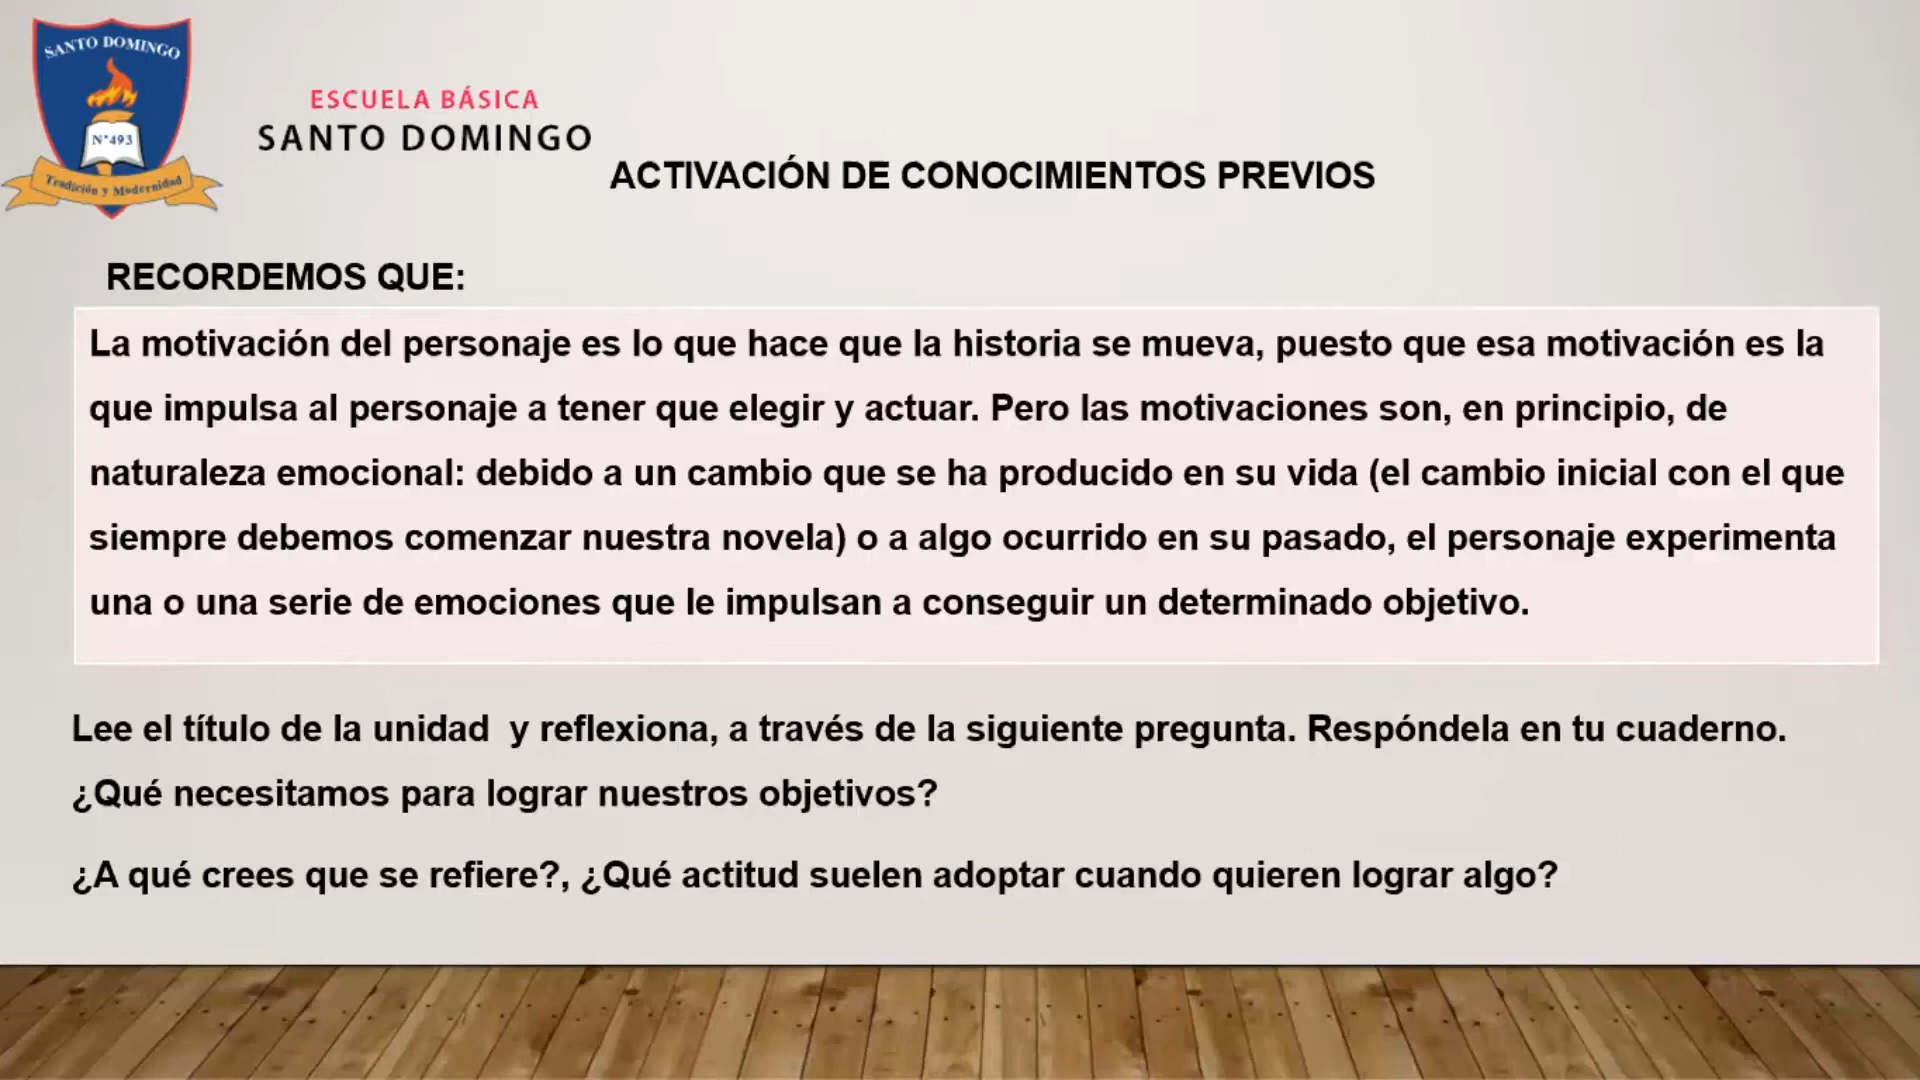 SANTO DOMINGO
N°493
Tradición y Modernidad
ESCUELA BÁSICA
SANTO DOMINGO
ACTIVACIÓN DE CONOCIMIENTOS PREVIOS
RECORDEMOS QUE:
La motivación del personaje es lo que hace que la historia se mueva, puesto que esa motivación es la
que impulsa al personaje a tener que elegir y actuar. Pero las motivaciones son, en principio, de
naturaleza emocional: debido a un cambio que se ha producido en su vida (el cambio inicial con el que
siempre debemos comenzar nuestra novela) o a algo ocurrido en su pasado, el personaje experimenta
una o una serie de emociones que le impulsan a conseguir un determinado objetivo.
Lee el título de la unidad  y reflexiona, a través de la siguiente pregunta. Respóndela en tu cuaderno.
¿Qué necesitamos para lograr nuestros objetivos?
¿A qué crees que se refiere?, ¿Qué actitud suelen adoptar cuando quieren lograr algo?